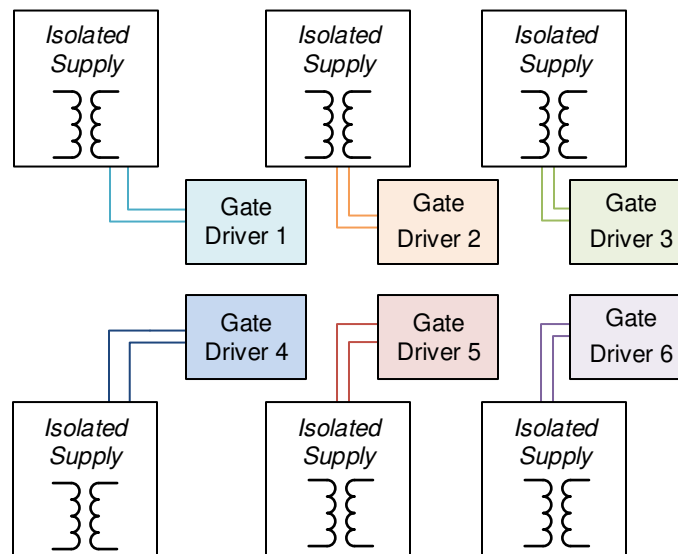 Isolated
Supply
Isolated
Supply
Isolated
Supply
Gate
Driver 1
Gate
Driver 2
Gate
Driver 3
Gate
Driver 4
Gate
Driver 5
Gate
Driver 6
Isolated
Supply
Isolated
Supply
Isolated
Supply